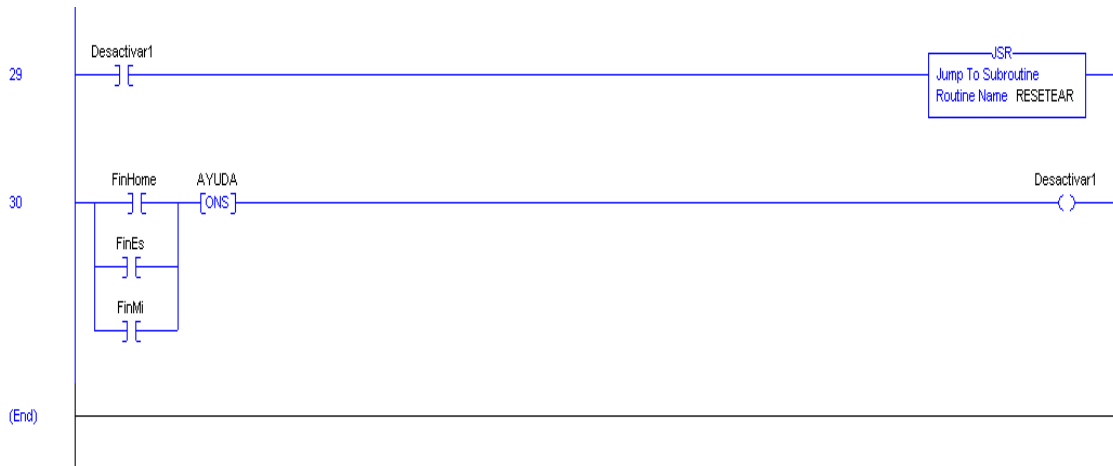 Desactivar1
JSR
29
Jump To Subroutine
Routine Name RESETEAR
FinHome
AYUDA
Desactivar1
30
ONS
FinEs
FinMi
(End)